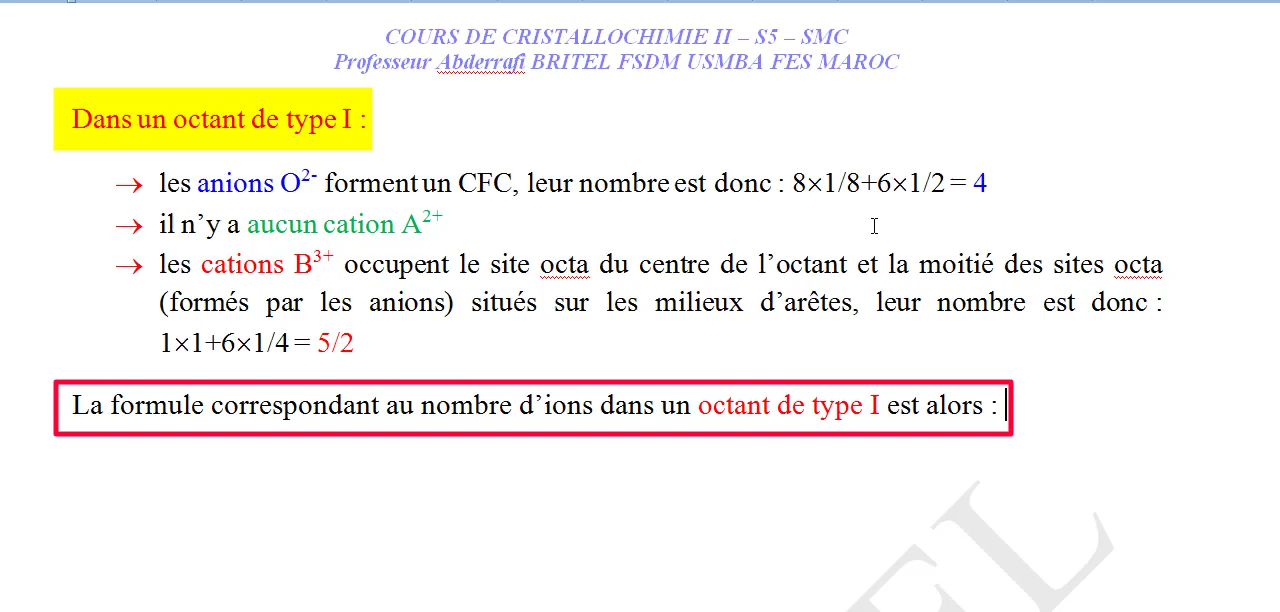 COURS DE CRISTALLOCHIMIE II – S5 – SMC
Professeur Abderrafi BRITEL FSDM USMBA FES MAROC
Dans un octant de type I :
→ les anions O²⁻ forment un CFC, leur nombre est donc : 8×1/8+6×1/2 = 4
→ il n’y a aucun cation A²⁺
→ les cations B³⁺ occupent le site octa du centre de l’octant et la moitié des sites octa
(formés par les anions) situés sur les milieux d’arêtes, leur nombre est donc :
1×1+6×1/4 = 5/2
La formule correspondant au nombre d’ions dans un octant de type I est alors :
EL